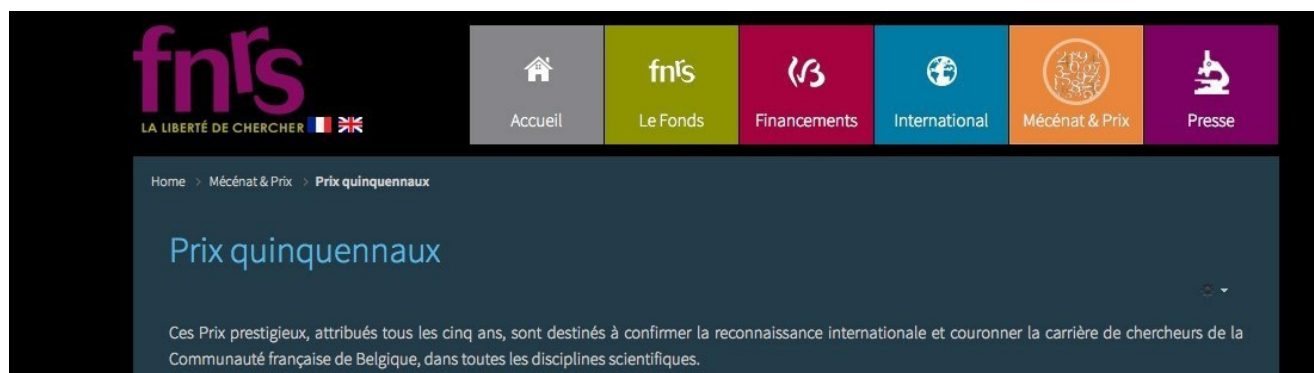 fnrs
LA LIBERTÉ DE CHERCHER
Accueil
fnrs
Le Fonds
Financements
International
Mécénat & Prix
Presse
Home > Mécénat & Prix > Prix quinquennaux
Prix quinquennaux
Ces Prix prestigieux, attribués tous les cinq ans, sont destinés à confirmer la reconnaissance internationale et couronner la carrière de chercheurs de la
Communauté française de Belgique, dans toutes les disciplines scientifiques.